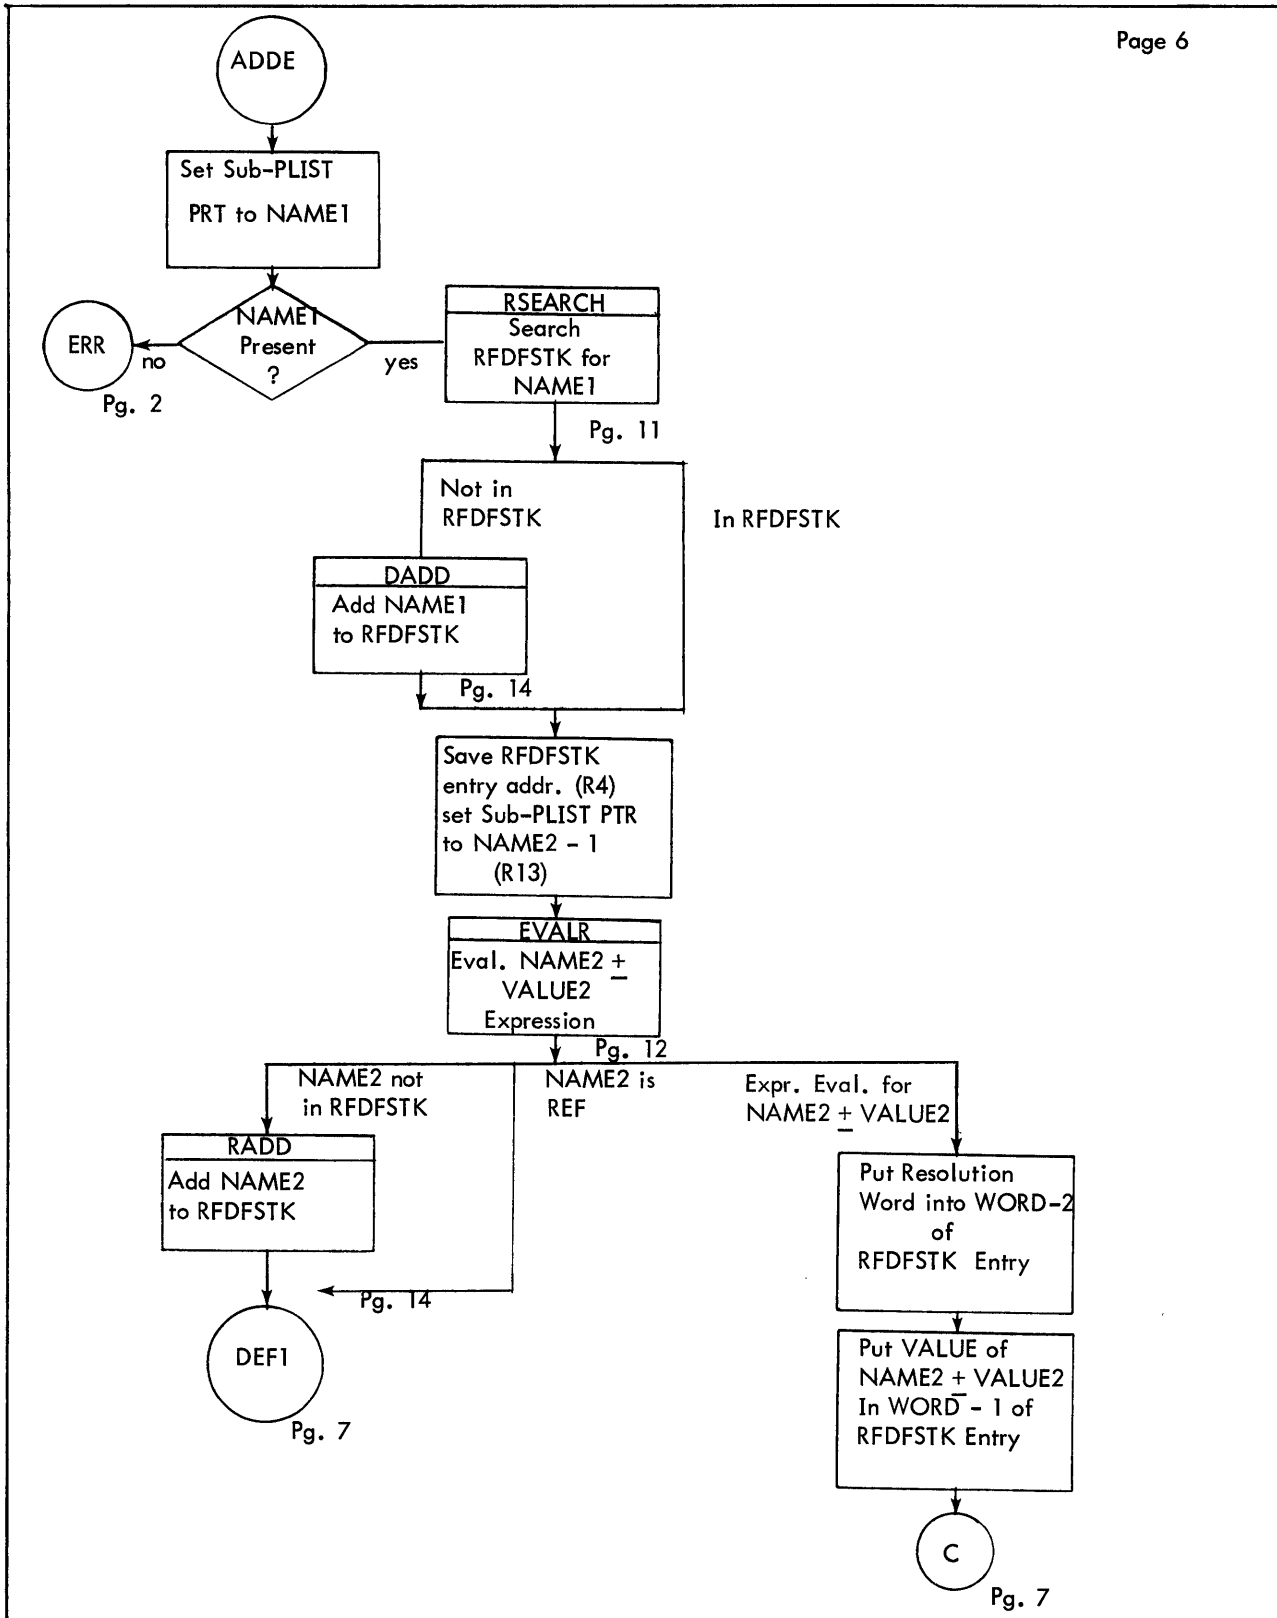 Page 6
ADDE
Set Sub-PLIST
PRT to NAME1
NAME1
Present
?
no
yes
ERR
Pg. 2
RSEARCH
Search
RFDFSTK for
NAME1
Pg. 11
Not in
RFDFSTK
In RFDFSTK
DADD
Add NAME1
to RFDFSTK
Pg. 14
Save RFDFSTK
entry addr. (R4)
set Sub-PLIST PTR
to NAME2 - 1
(R13)
EVALR
Eval. NAME2 ±
VALUE2
Expression
Pg. 12
NAME2 not
in RFDFSTK
NAME2 is
REF
Expr. Eval. for
NAME2 ± VALUE2
RADD
Add NAME2
to RFDFSTK
Pg. 14
DEF1
Pg. 7
Put Resolution
Word into WORD-2
of
RFDFSTK Entry
Put VALUE of
NAME2 ± VALUE2
In WORD - 1 of
RFDFSTK Entry
C
Pg. 7